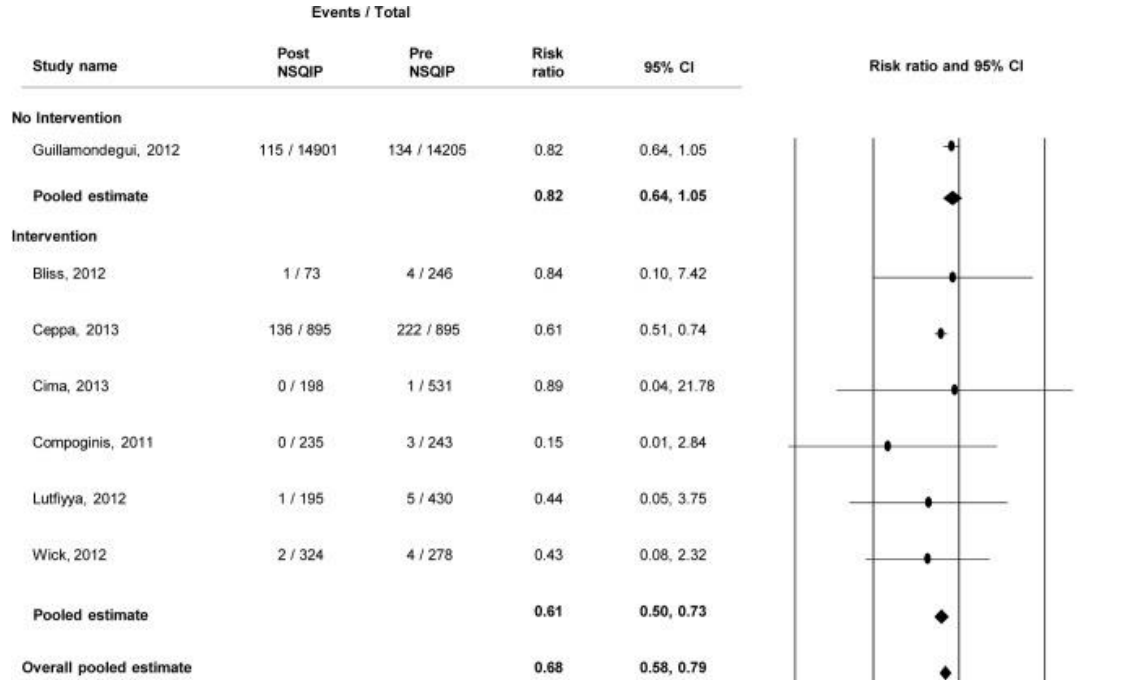 Events / Total
Study name Post NSQIP Pre NSQIP Risk ratio 95% CI Risk ratio and 95% CI
No Intervention
Guillamondegui, 2012 115 / 14901 134 / 14205 0.82 0.64, 1.05
Pooled estimate 0.82 0.64, 1.05
Intervention
Bliss, 2012 1 / 73 4 / 246 0.84 0.10, 7.42
Ceppa, 2013 136 / 895 222 / 895 0.61 0.51, 0.74
Cima, 2013 0 / 198 1 / 531 0.89 0.04, 21.78
Compoginis, 2011 0 / 235 3 / 243 0.15 0.01, 2.84
Lutfiyya, 2012 1 / 195 5 / 430 0.44 0.05, 3.75
Wick, 2012 2 / 324 4 / 278 0.43 0.08, 2.32
Pooled estimate 0.61 0.50, 0.73
Overall pooled estimate 0.68 0.58, 0.79